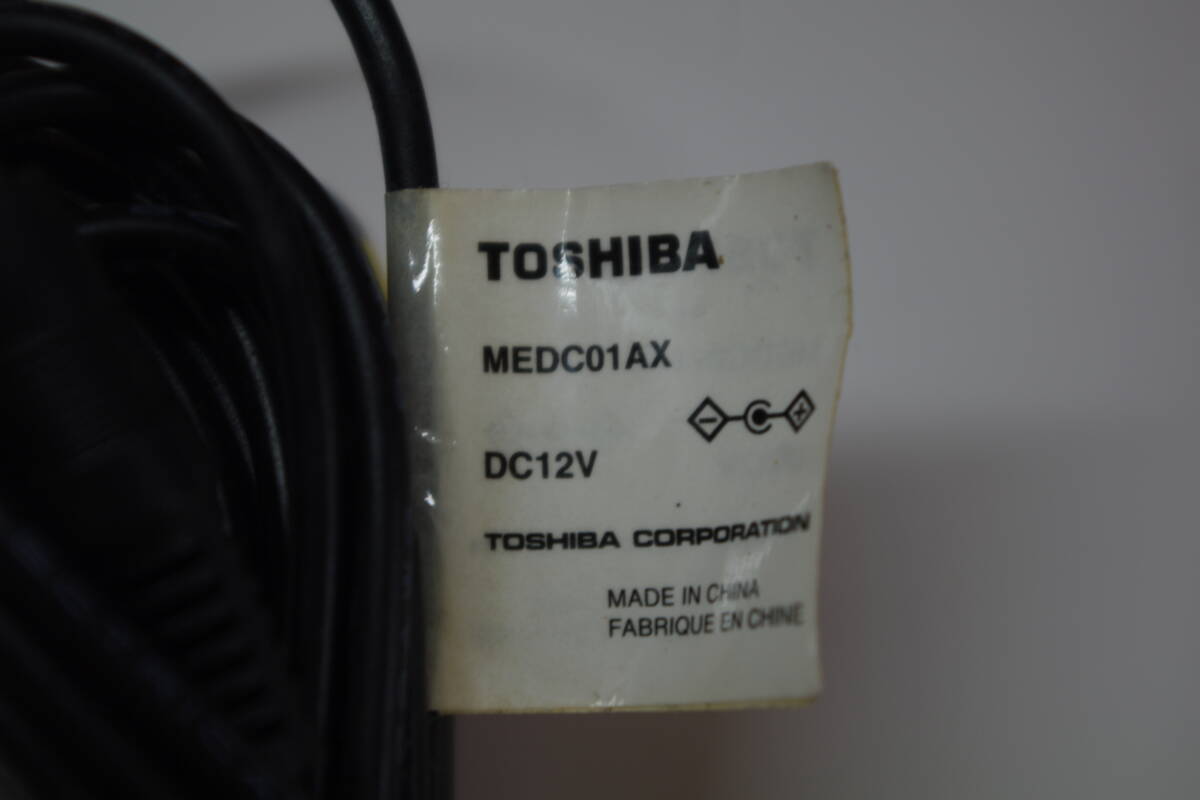 TOSHIBA
MEDC01AX
DC12V
TOSHIBA CORPORATION
MADE IN CHINA
FABRIQUE EN CHINE